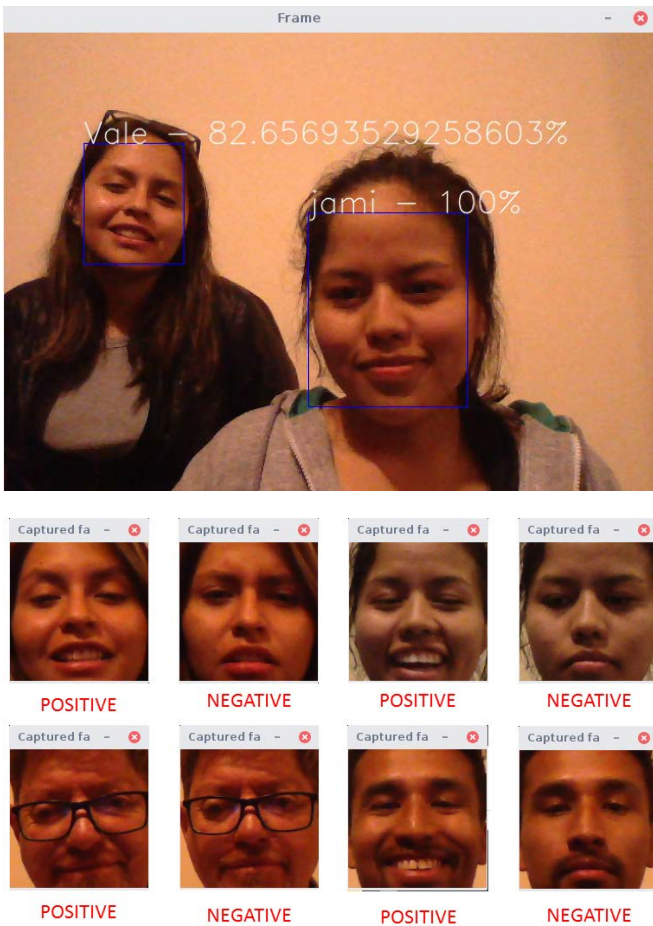 Frame
Vale - 82.65693529258603%
jami - 100%
Captured fa
Captured fa
Captured fa
Captured fa
POSITIVE
NEGATIVE
POSITIVE
NEGATIVE
Captured fa
Captured fa
Captured fa
Captured fa
POSITIVE
NEGATIVE
POSITIVE
NEGATIVE